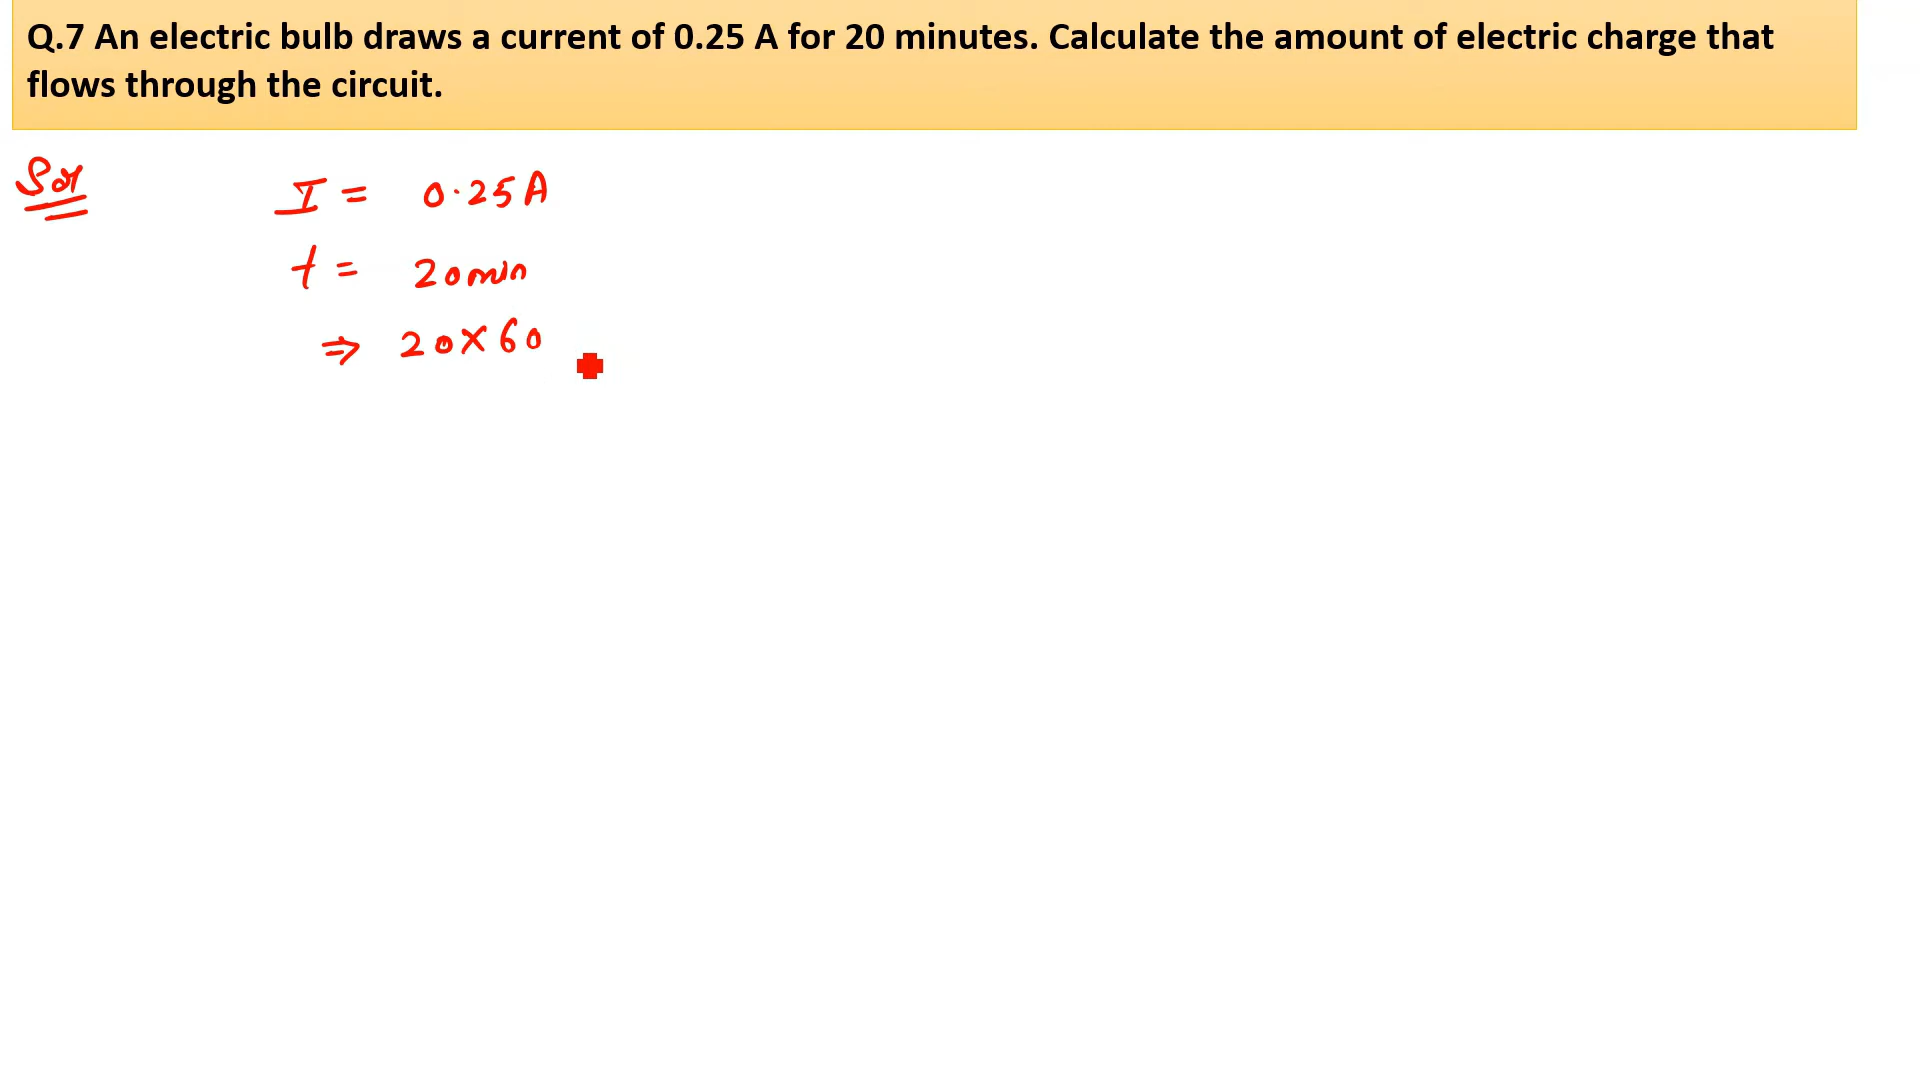 Q.7 An electric bulb draws a current of 0.25 A for 20 minutes. Calculate the amount of electric charge that
flows through the circuit.
Sol
I = 0.25A
t = 20min
⇒ 20×60